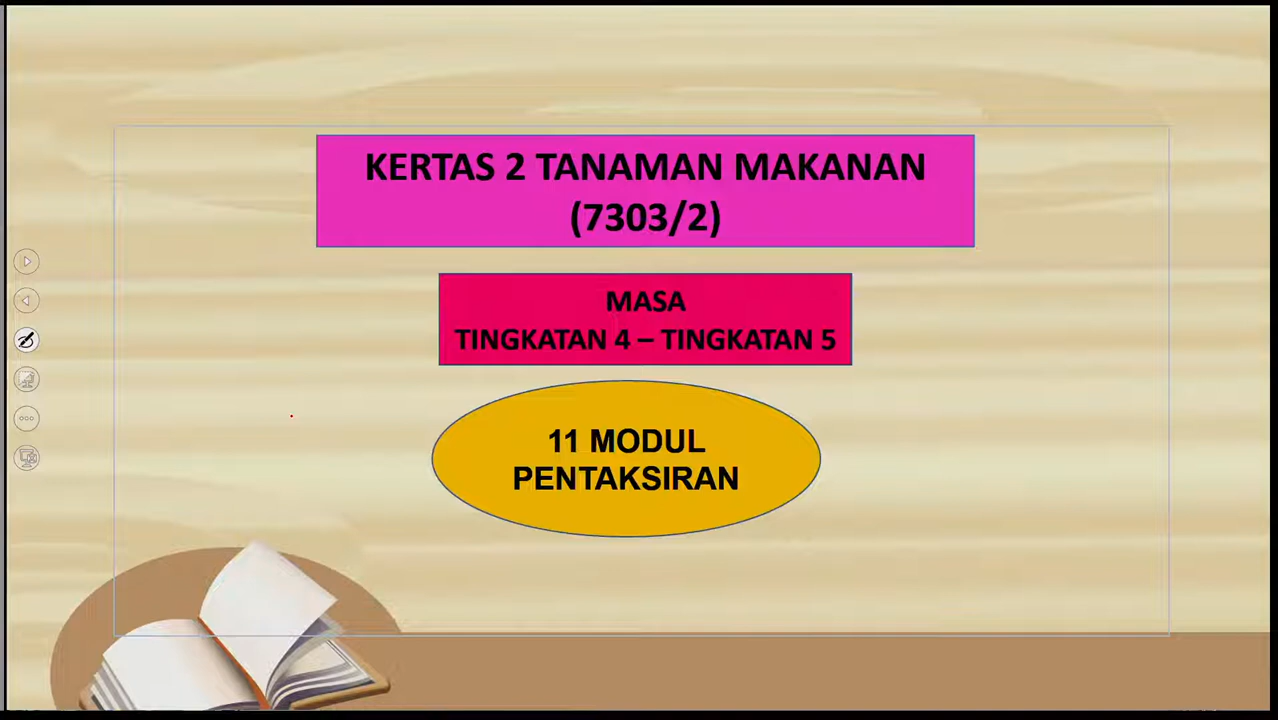 KERTAS 2 TANAMAN MAKANAN
(7303/2)
MASA
TINGKATAN 4 – TINGKATAN 5
11 MODUL
PENTAKSIRAN